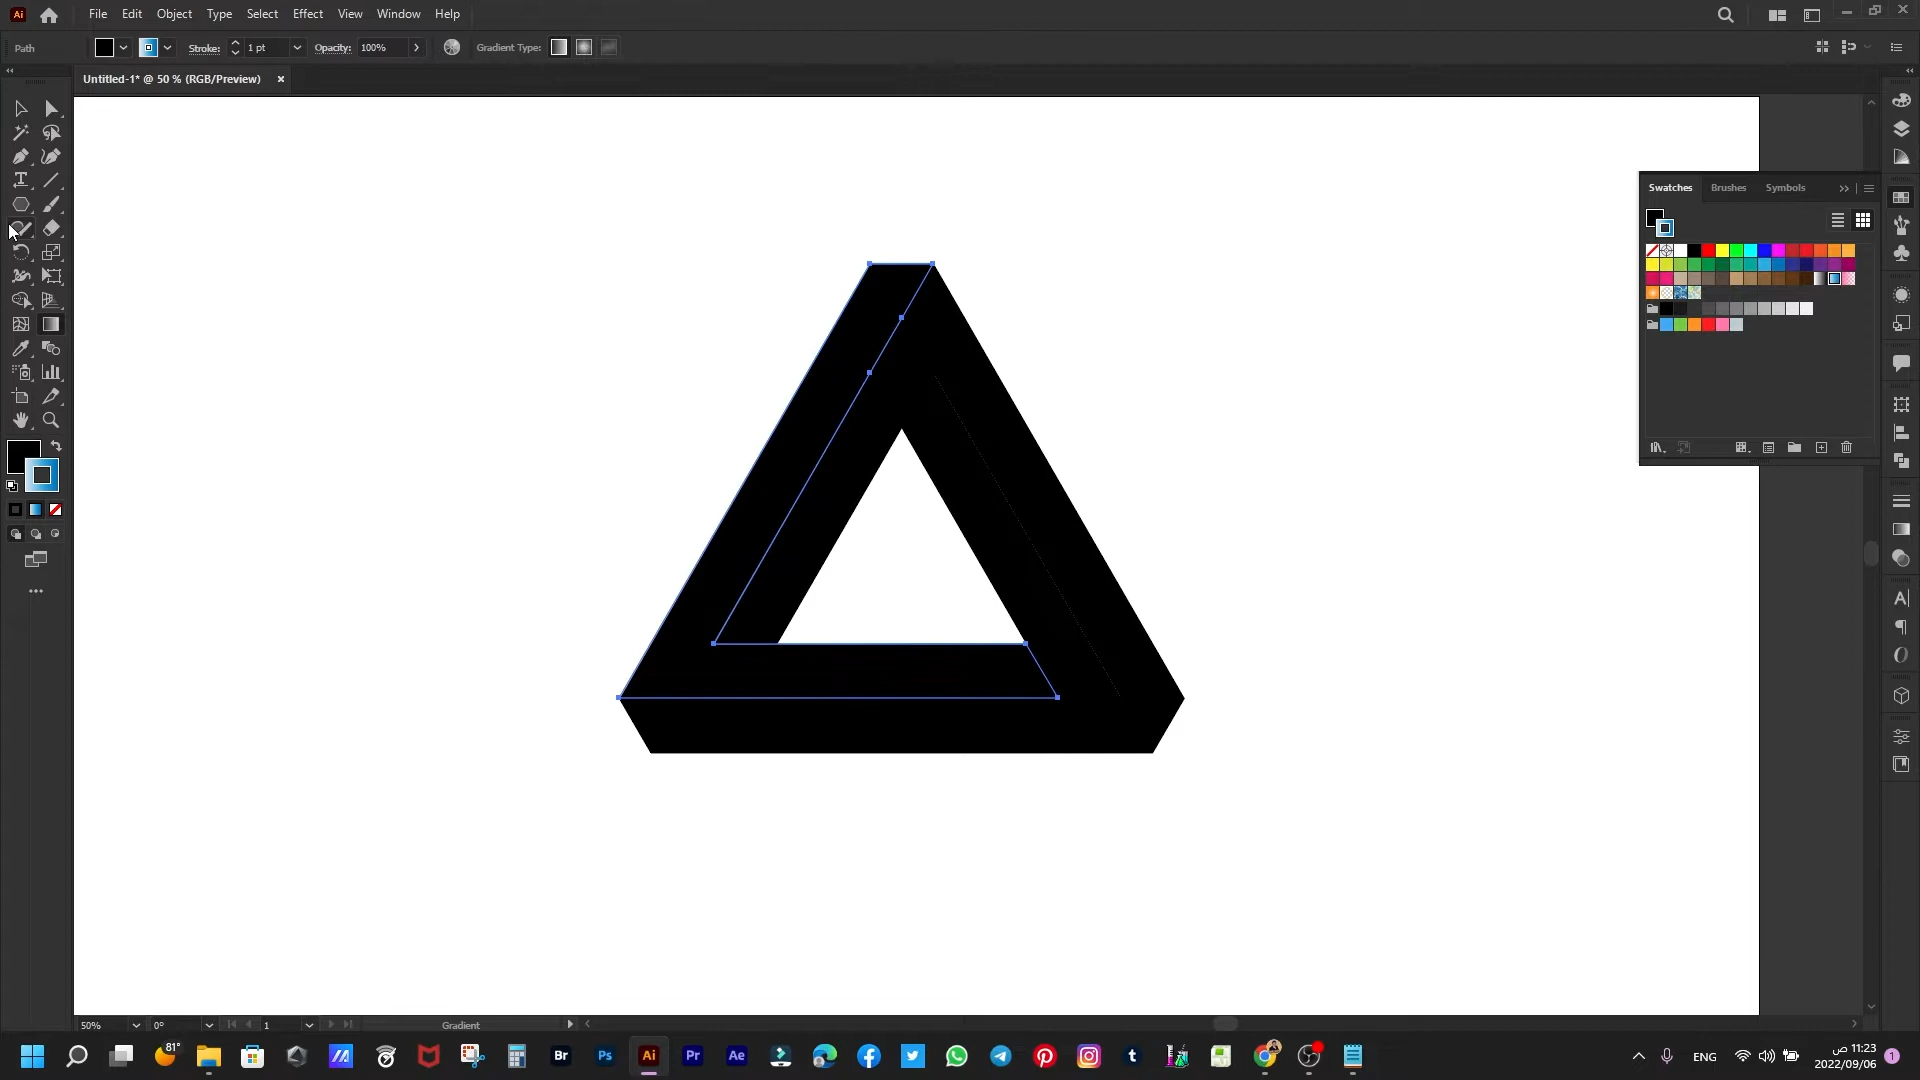 Ai File Edit Object Type Select Effect View Window Help
Path Stroke: 1 pt Opacity: 100% Gradient Type:
Untitled-1* @ 50 % (RGB/Preview) ×
Swatches Brushes Symbols
50% 0° 1 Gradient
81° Br Ps Ai Pr Ae t ENG 11:23 ص 1
2022/09/06